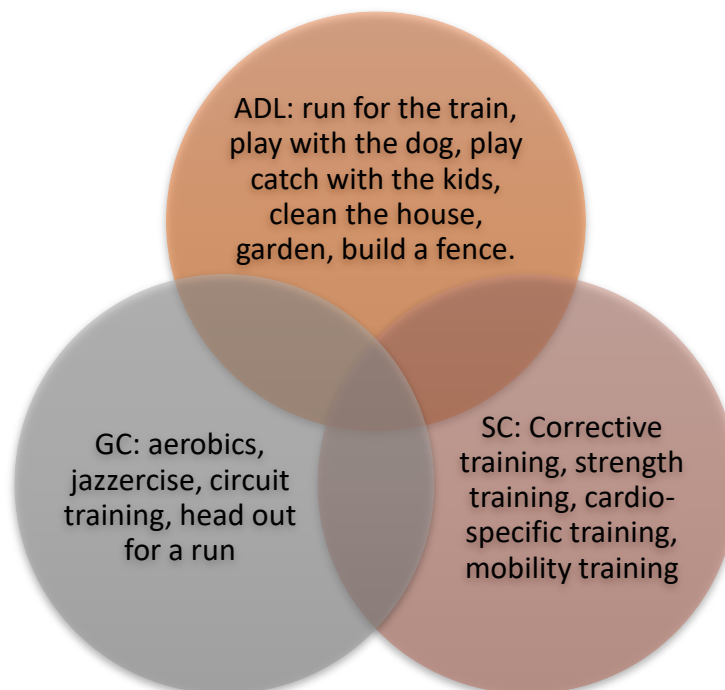 ADL: run for the train,
play with the dog, play
catch with the kids,
clean the house,
garden, build a fence.
GC: aerobics,
jazzercise, circuit
training, head out
for a run
SC: Corrective
training, strength
training, cardio-
specific training,
mobility training